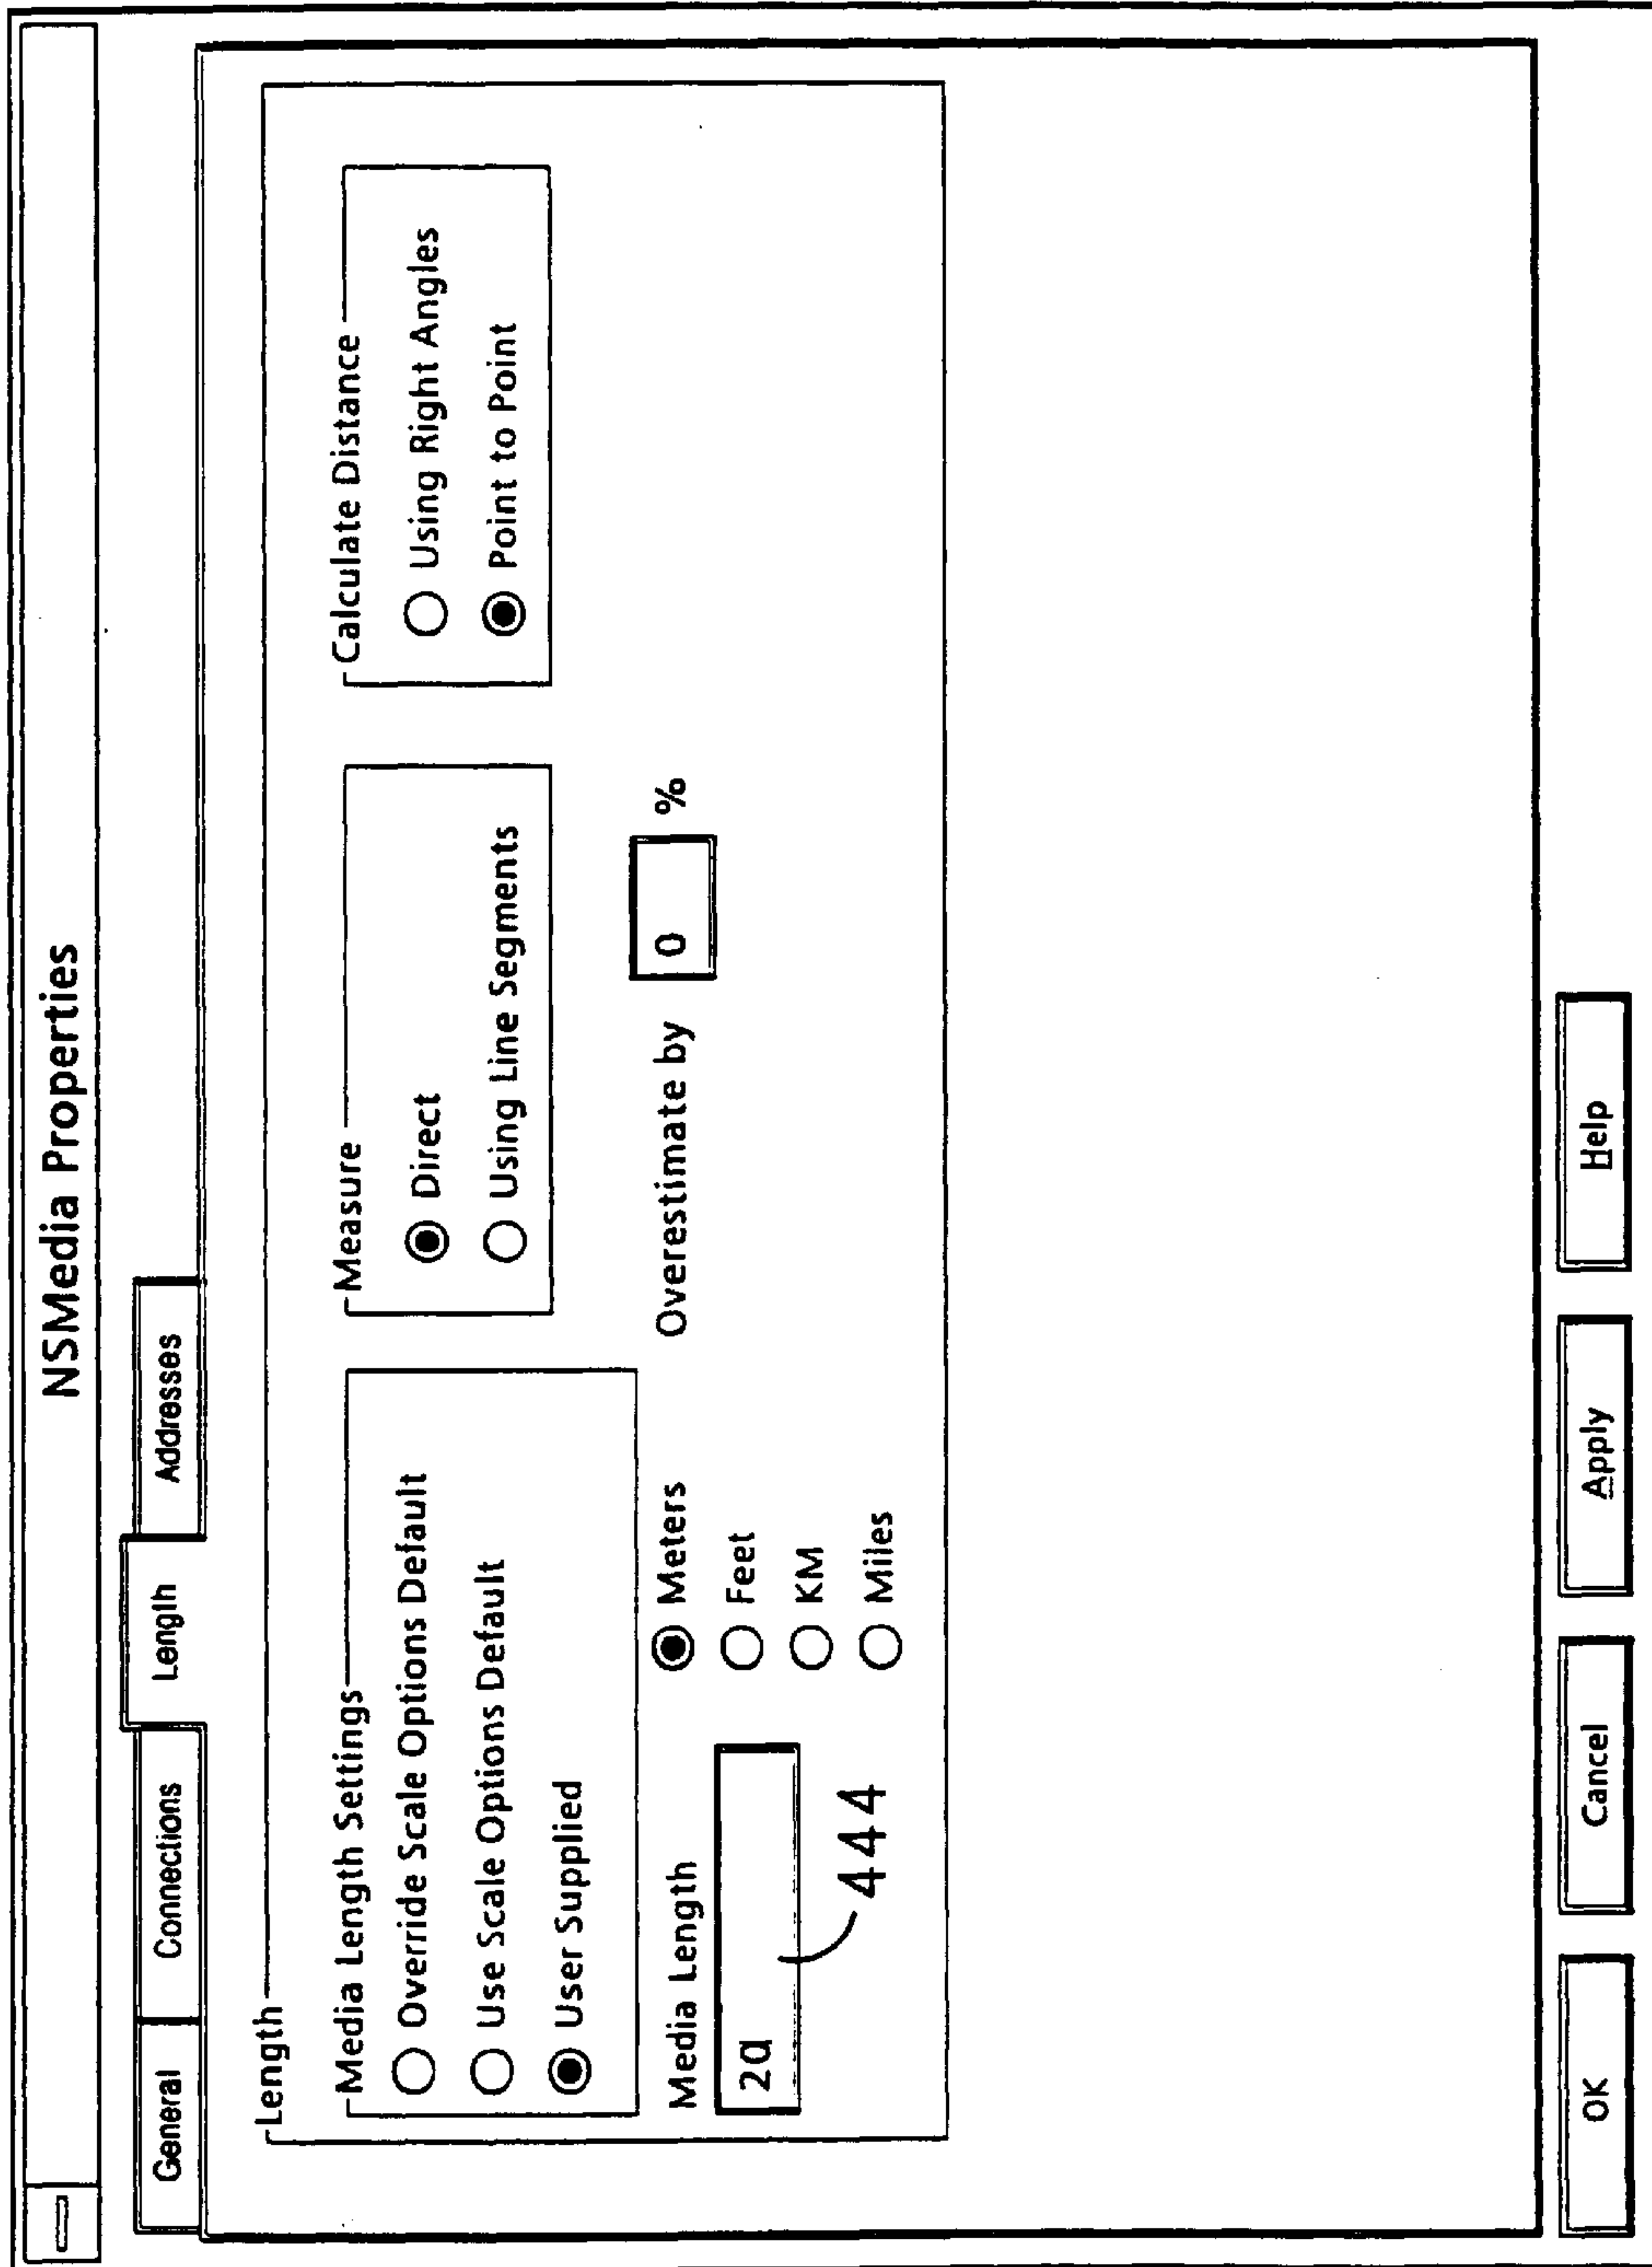 NSMedia Properties
General
Connections
Length
Addresses
Length
Media Length Settings
Override Scale Options Default
Use Scale Options Default
User Supplied
Measure
Direct
Using Line Segments
Calculate Distance
Using Right Angles
Point to Point
Media Length
20
444
Meters
Feet
KM
Miles
Overestimate by 0 %
OK
Cancel
Apply
Help